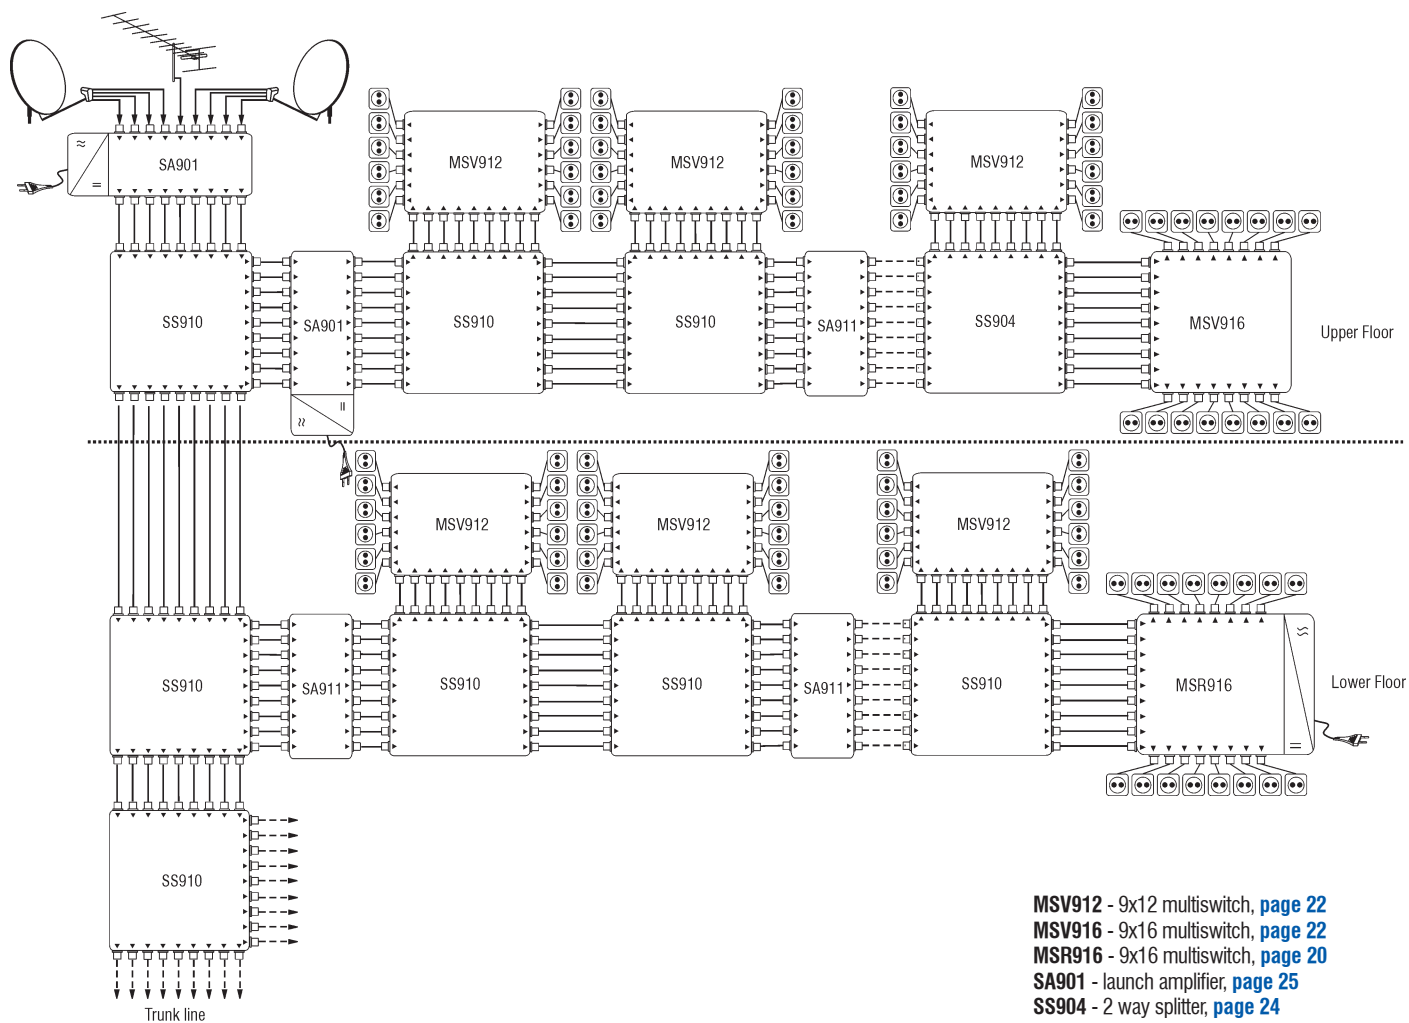 SA901
MSV912
MSV912
MSV912
SS910
SA901
SS910
SS910
SA911
SS904
MSV916
Upper Floor
MSV912
MSV912
MSV912
SS910
SA911
SS910
SS910
SA911
SS910
MSR916
Lower Floor
SS910
Trunk line
MSV912 - 9x12 multiswitch, page 22
MSV916 - 9x16 multiswitch, page 22
MSR916 - 9x16 multiswitch, page 20
SA901 - launch amplifier, page 25
SS904 - 2 way splitter, page 24